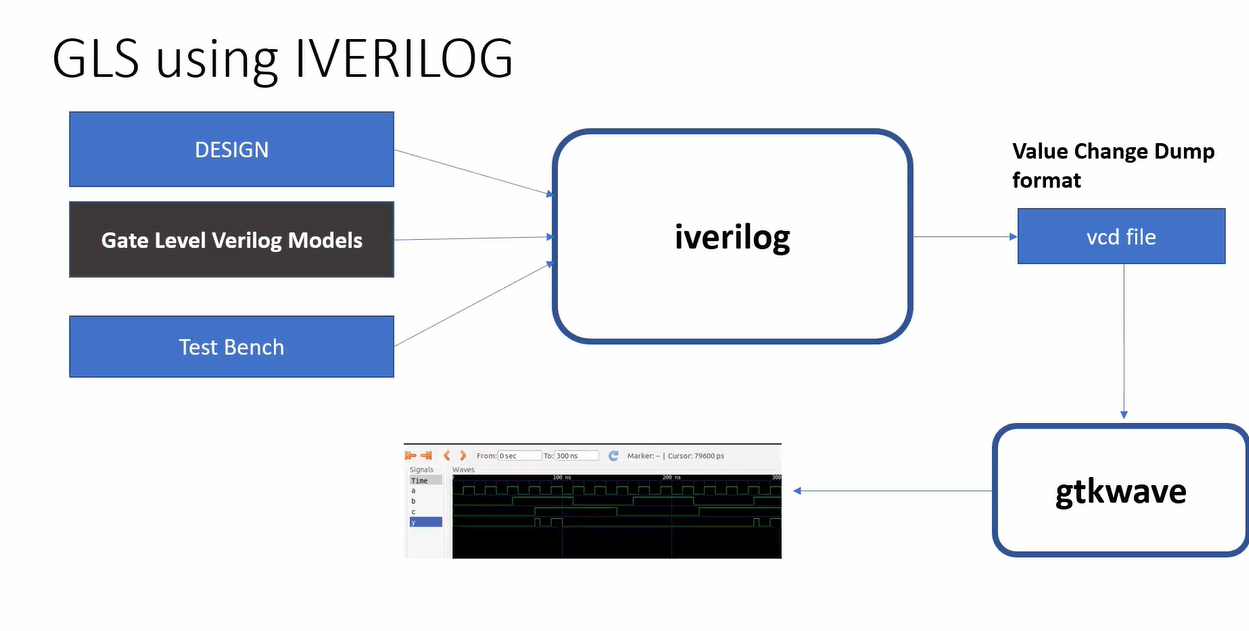 GLS using IVERILOG
DESIGN
Gate Level Verilog Models
Test Bench
iverilog
Value Change Dump
format
vcd file
gtkwave
From: 0 sec To: 300 ns Marker: -- | Cursor: 79600 ps
Signals Waves
Time
100 ns 200 ns 300
a
b
c
y